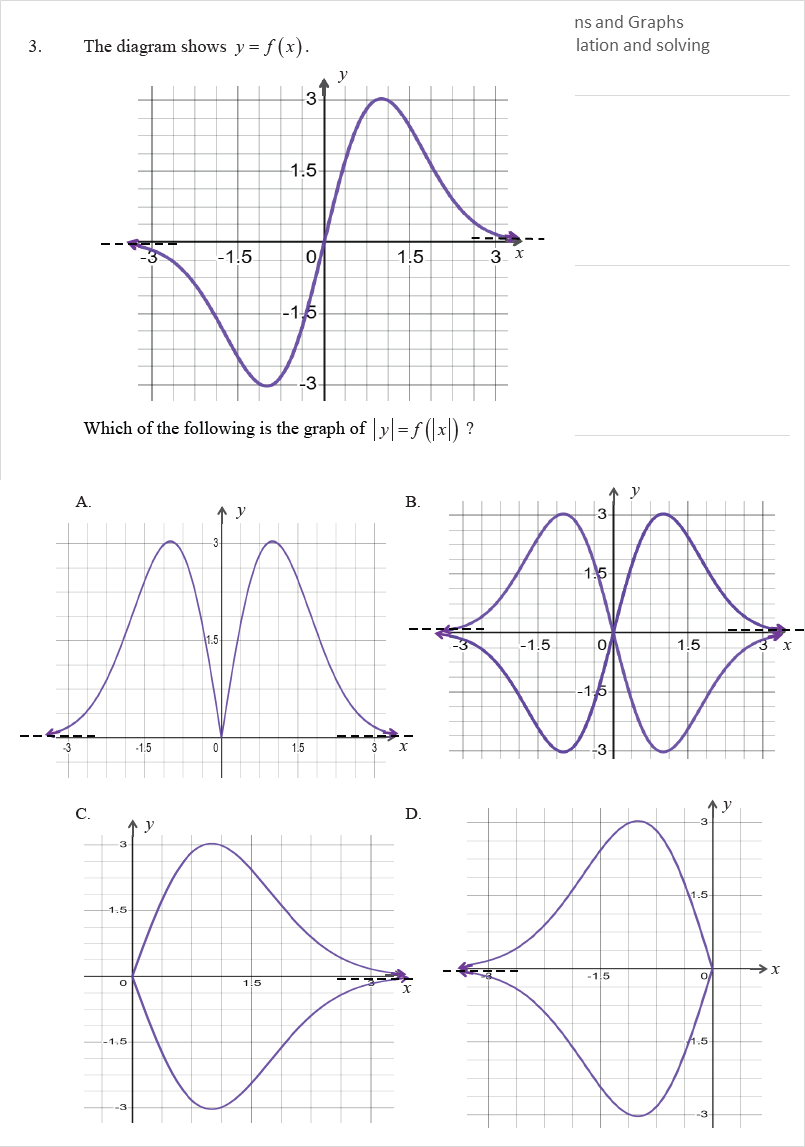 ns and Graphs
lation and solving
3. The diagram shows y = f(x).
y
3
1.5
-3 -1.5 0 1.5 3 x
-1.5
-3
Which of the following is the graph of |y| = f(|x|) ?
A.
y
3
1.5
-3 -1.5 0 1.5 3 x
B.
y
3
1.5
-3 -1.5 0 1.5 3 x
-1.5
-3
C.
y
3
1.5
0 1.5 3 x
-1.5
-3
D.
y
3
1.5
-3 -1.5 0 x
-1.5
-3